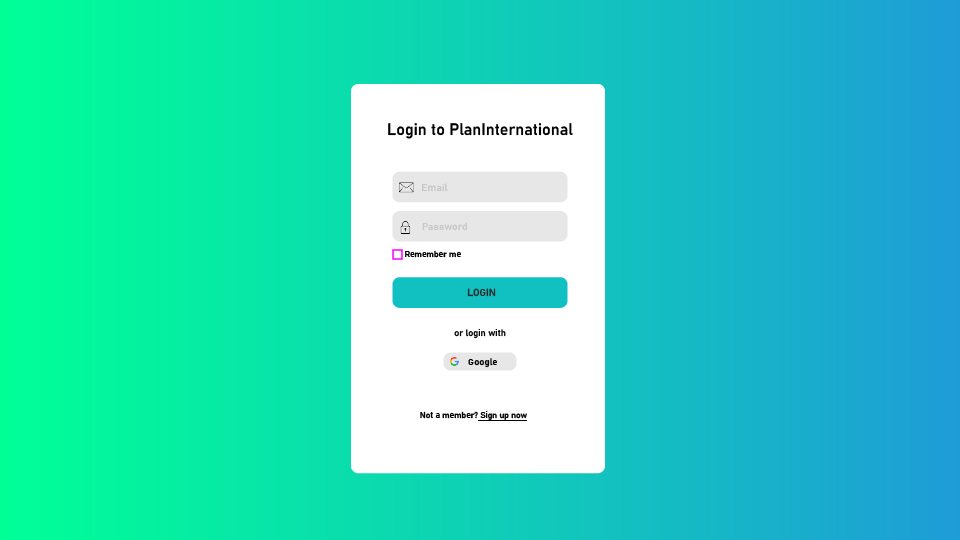 Login to PlanInternational
Email
Password
Remember me
LOGIN
or login with
Google
Not a member? Sign up now